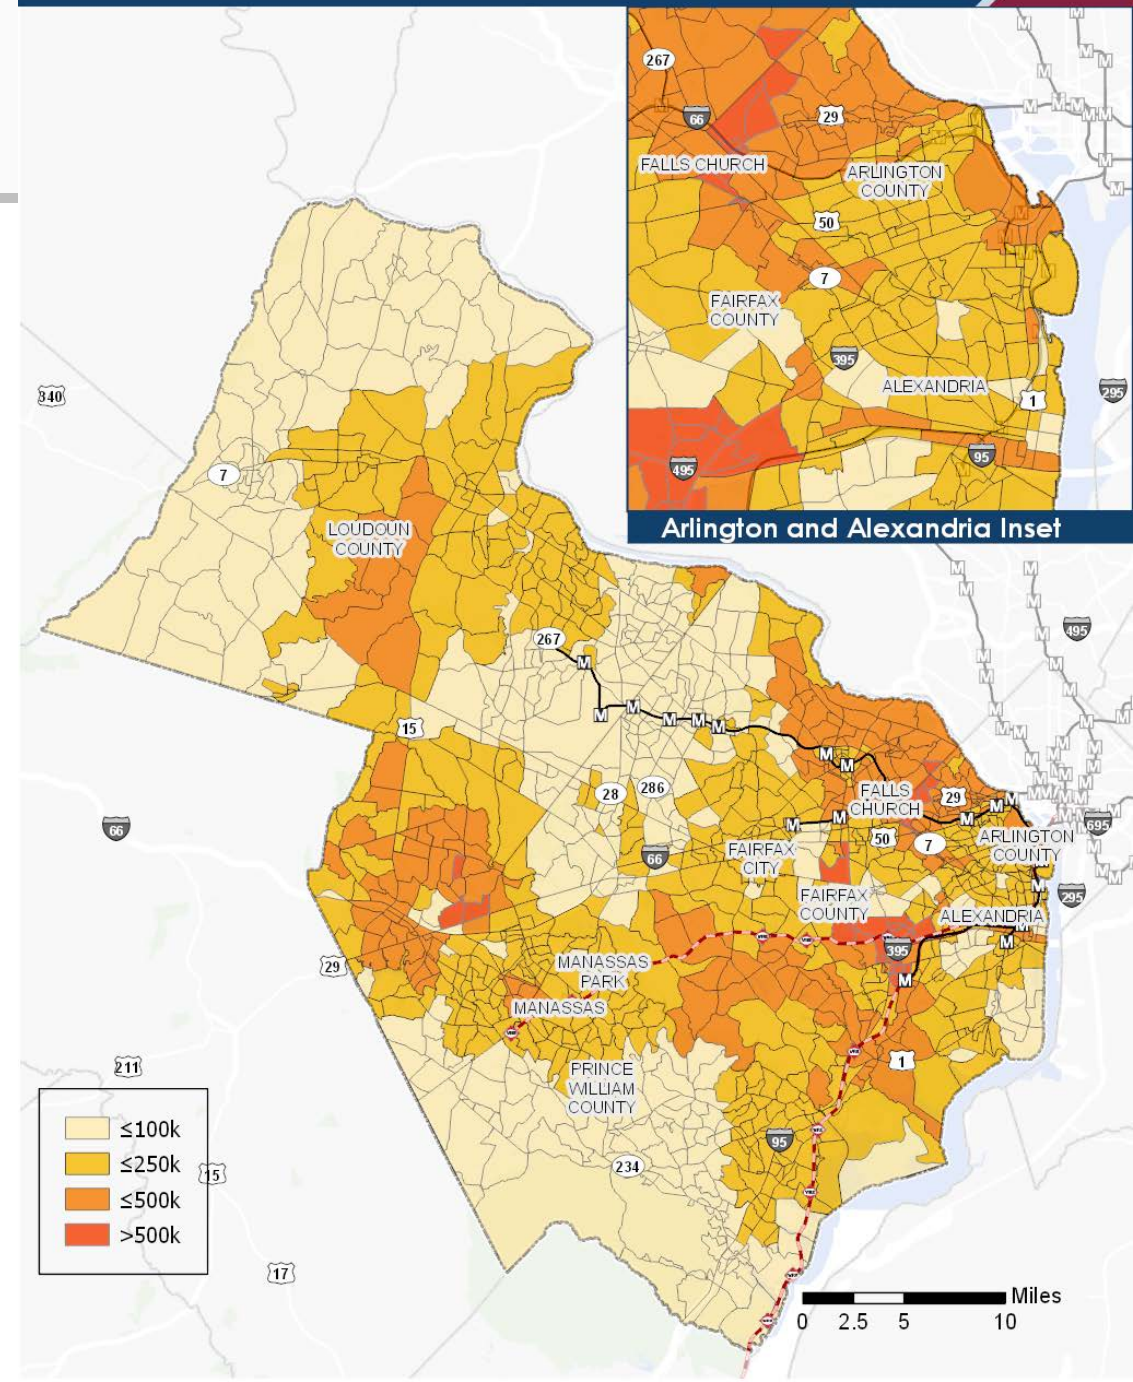 267
66
29
FALLS CHURCH
ARLINGTON
COUNTY
50
7
FAIRFAX
COUNTY
395
ALEXANDRIA
1
295
95
495
Arlington and Alexandria Inset
M
M
M
M
M
M
M
M
M
M
M
340
7
LOUDOUN
COUNTY
267
M
M
M
M
M
M
495
15
M
M
28
286
FALLS
CHURCH
29
M
M
M
M
M
50
7
ARLINGTON
COUNTY
695
66
66
FAIRFAX
CITY
FAIRFAX
COUNTY
M
295
ALEXANDRIA
M
M
395
29
MANASSAS
PARK
M
MANASSAS
1
211
PRINCE
WILLIAM
COUNTY
95
234
15
17
≤100k
≤250k
≤500k
>500k
Miles
0 2.5 5 10